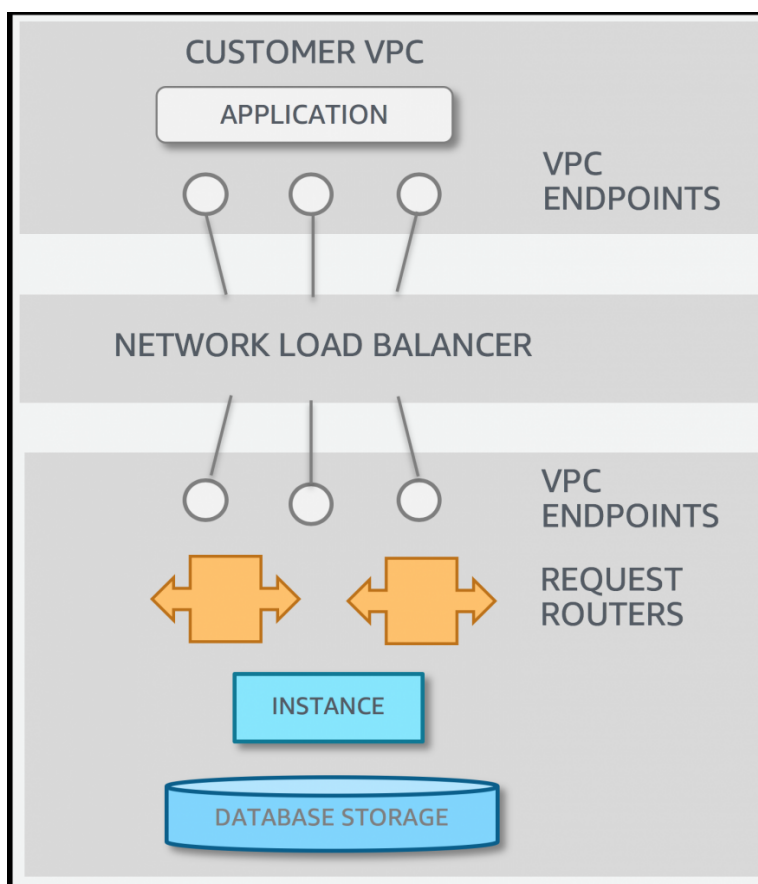 CUSTOMER VPC
APPLICATION
VPC
ENDPOINTS
NETWORK LOAD BALANCER
VPC
ENDPOINTS
REQUEST
ROUTERS
INSTANCE
DATABASE STORAGE